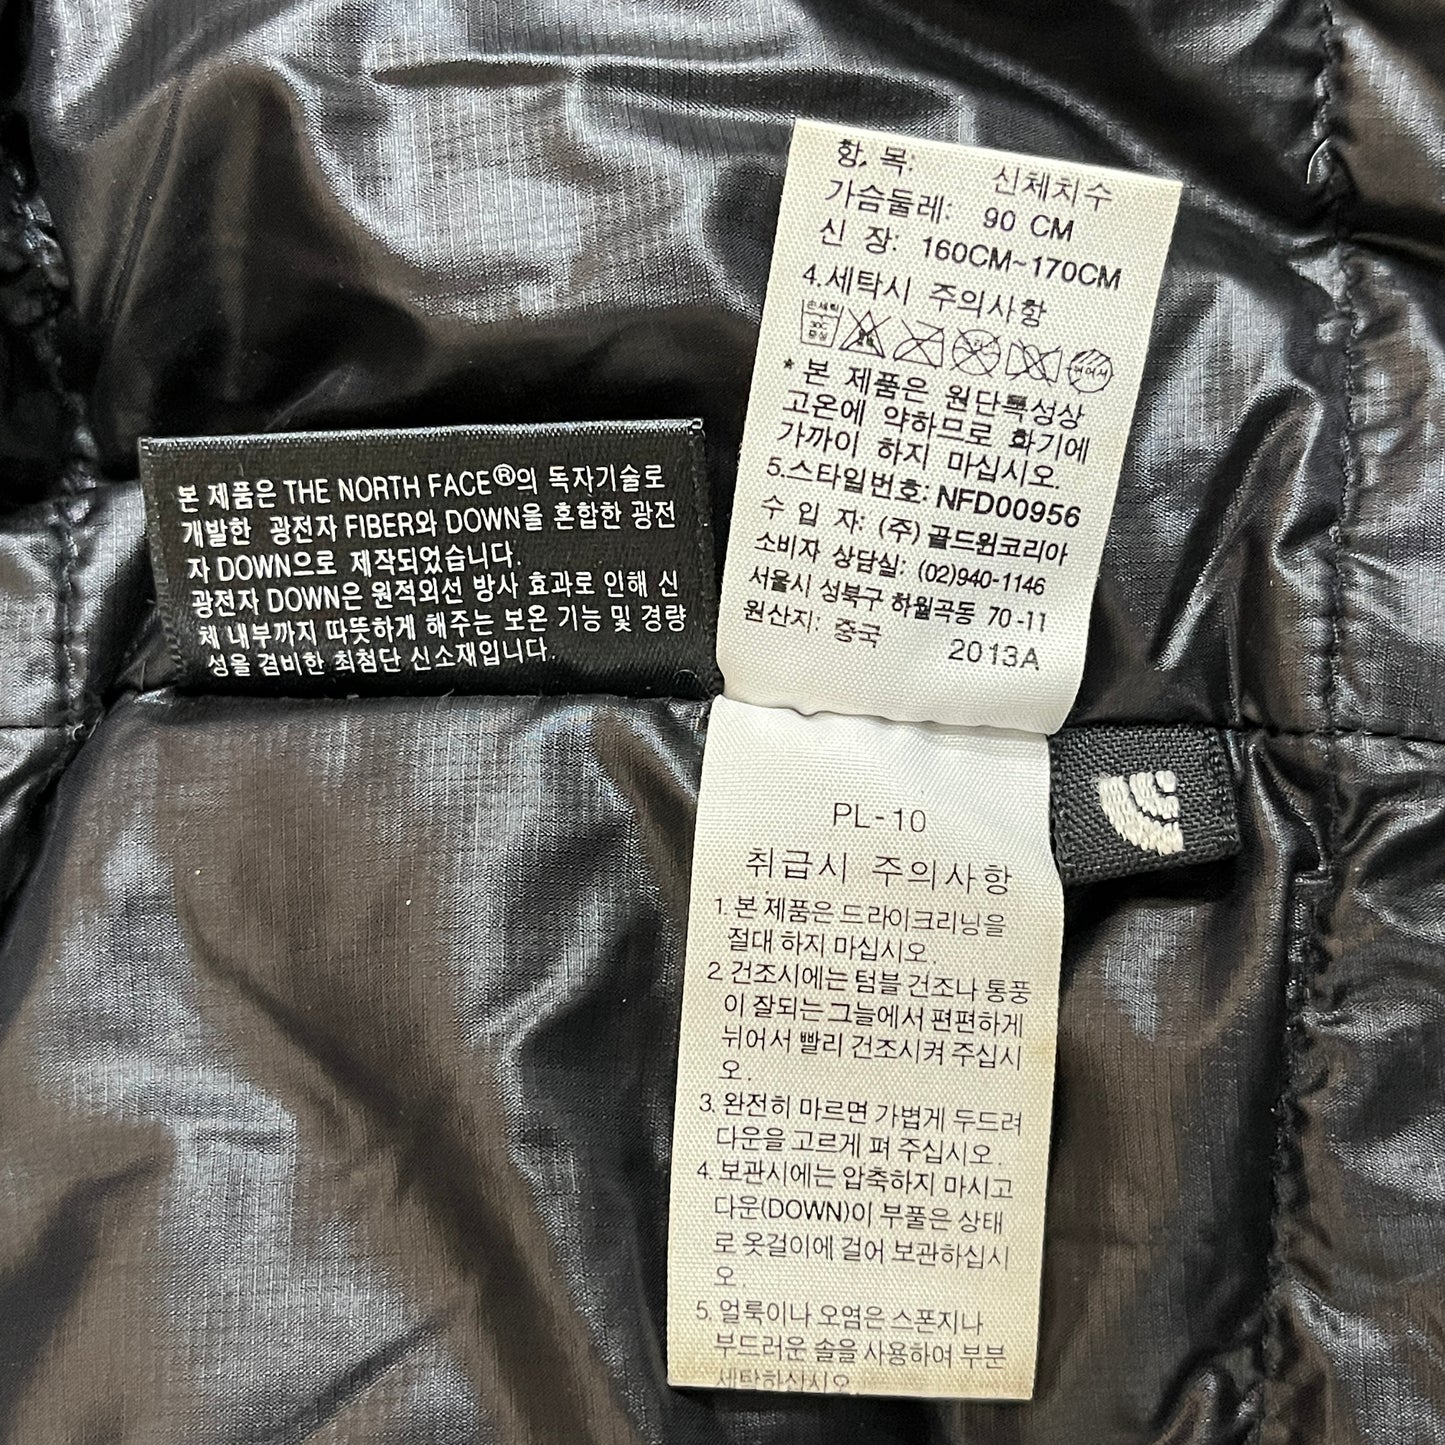 본 제품은 THE NORTH FACE®의 독자기술로
개발한 광전자 FIBER와 DOWN을 혼합한 광전
자 DOWN으로 제작되었습니다.
광전자 DOWN은 원적외선 방사 효과로 인해 신
체 내부까지 따뜻하게 해주는 보온 기능 및 경량
성을 겸비한 최첨단 신소재입니다.
항 목: 신체치수
가슴둘레: 90 CM
신 장: 160CM~170CM
4.세탁시 주의사항
손세탁
30C
중성
* 본 제품은 원단특성상
고온에 약하므로 화기에
가까이 하지 마십시오.
5.스타일번호: NFD00956
수 입 자: (주) 골드윈코리아
소비자 상담실: (02)940-1146
서울시 성북구 하월곡동 70-11
원산지: 중국 2013A
PL-10
취급시 주의사항
1. 본 제품은 드라이크리닝을
절대 하지 마십시오.
2 건조시에는 텀블 건조나 통풍
이 잘되는 그늘에서 편편하게
뉘어서 빨리 건조시켜 주십시
오.
3. 완전히 마르면 가볍게 두드려
다운을 고르게 펴 주십시오.
4. 보관시에는 압축하지 마시고
다운(DOWN)이 부풀은 상태
로 옷걸이에 걸어 보관하십시
오.
5. 얼룩이나 오염은 스폰지나
부드러운 솔을 사용하여 부분
세탁하십시오.